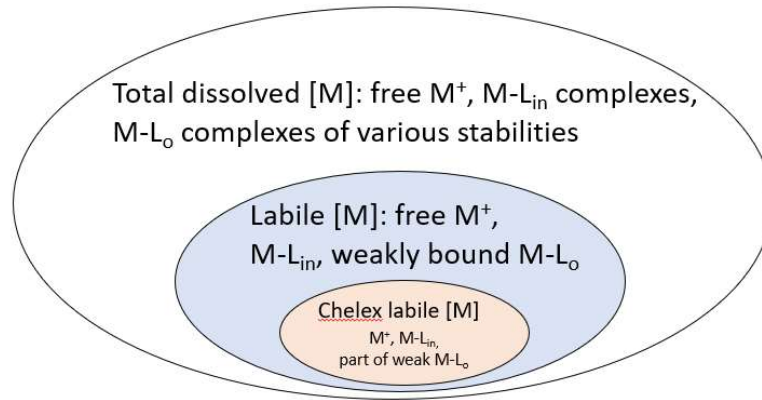 Total dissolved [M]: free M⁺, M-Lᵢₙ complexes,
M-Lₒ complexes of various stabilities
Labile [M]: free M⁺,
M-Lᵢₙ, weakly bound M-Lₒ
Chelex labile [M]
M⁺, M-Lᵢₙ,
part of weak M-Lₒ